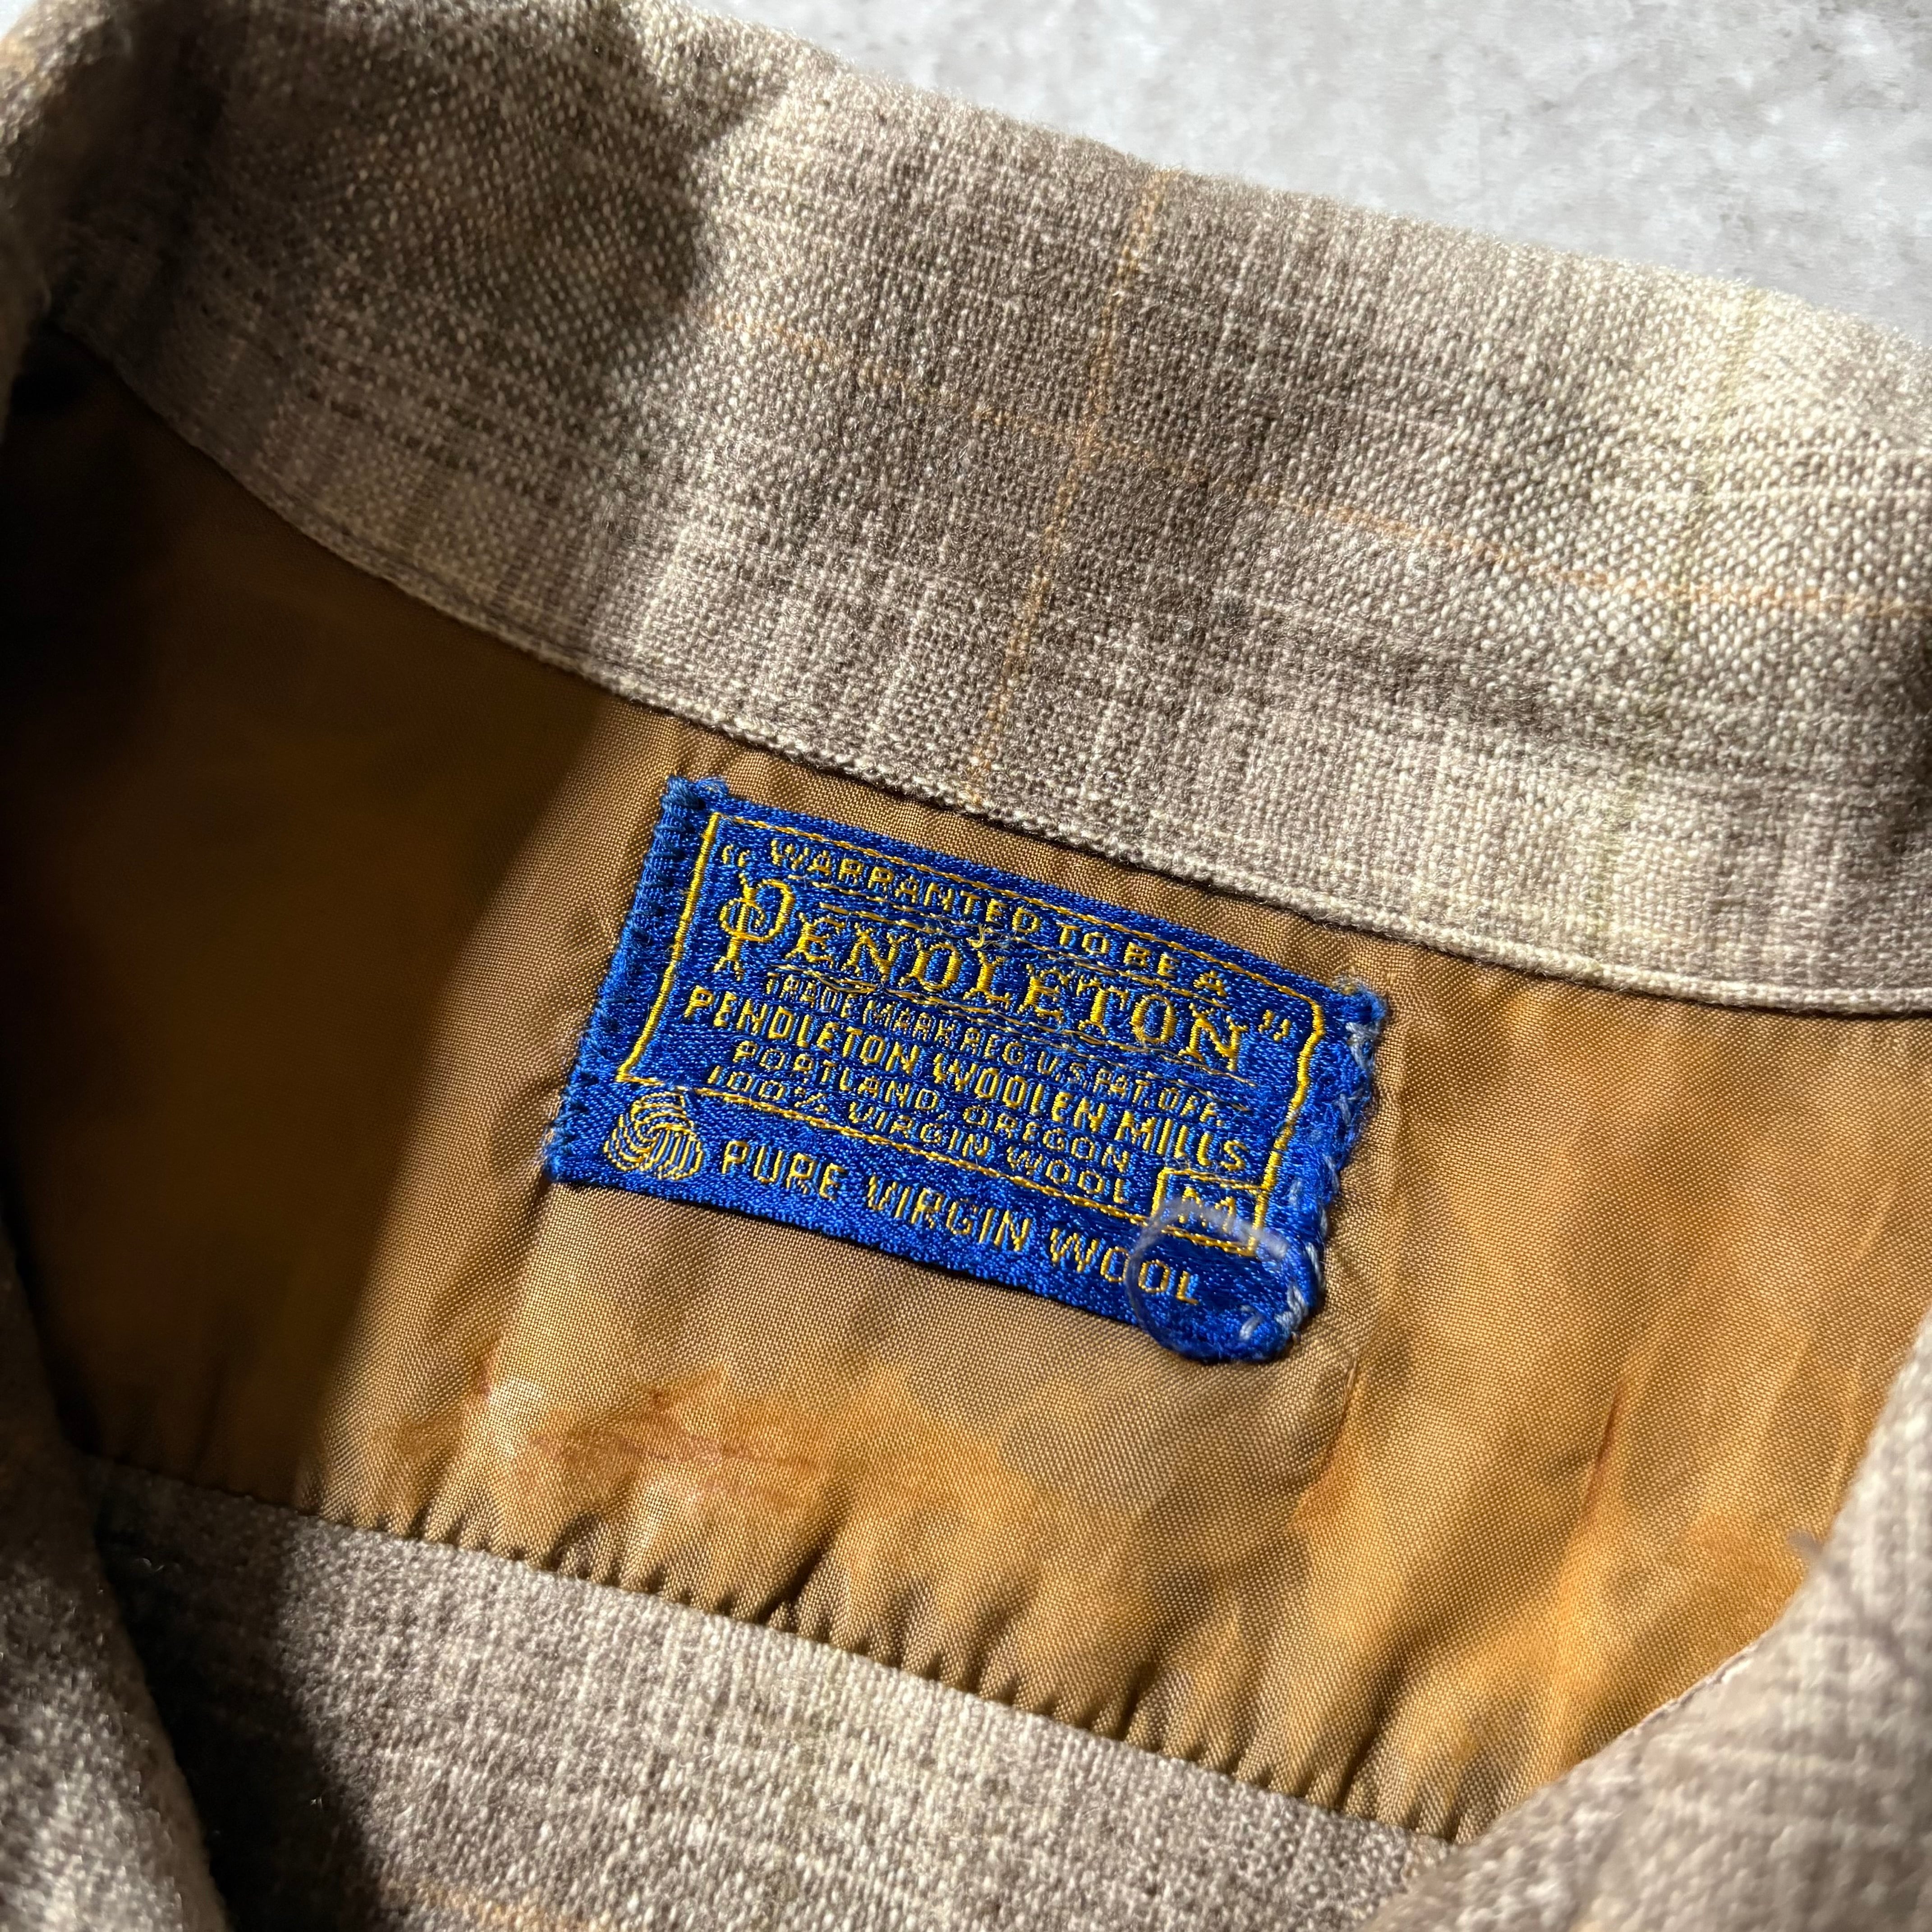 WARRANTED TO BE A
"PENDLETON"
TRADE MARK REG. U.S. PAT. OFF.
PENDLETON WOOLEN MILLS
PORTLAND, OREGON
100% VIRGIN WOOL
M
PURE VIRGIN WOOL